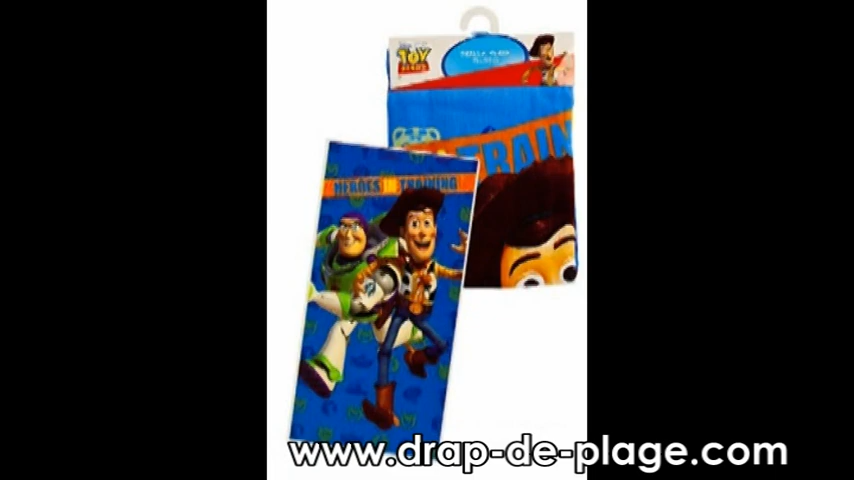 TOY
STORY
TRAIN
HEROES IN TRAINING
www.drap-de-plage.com